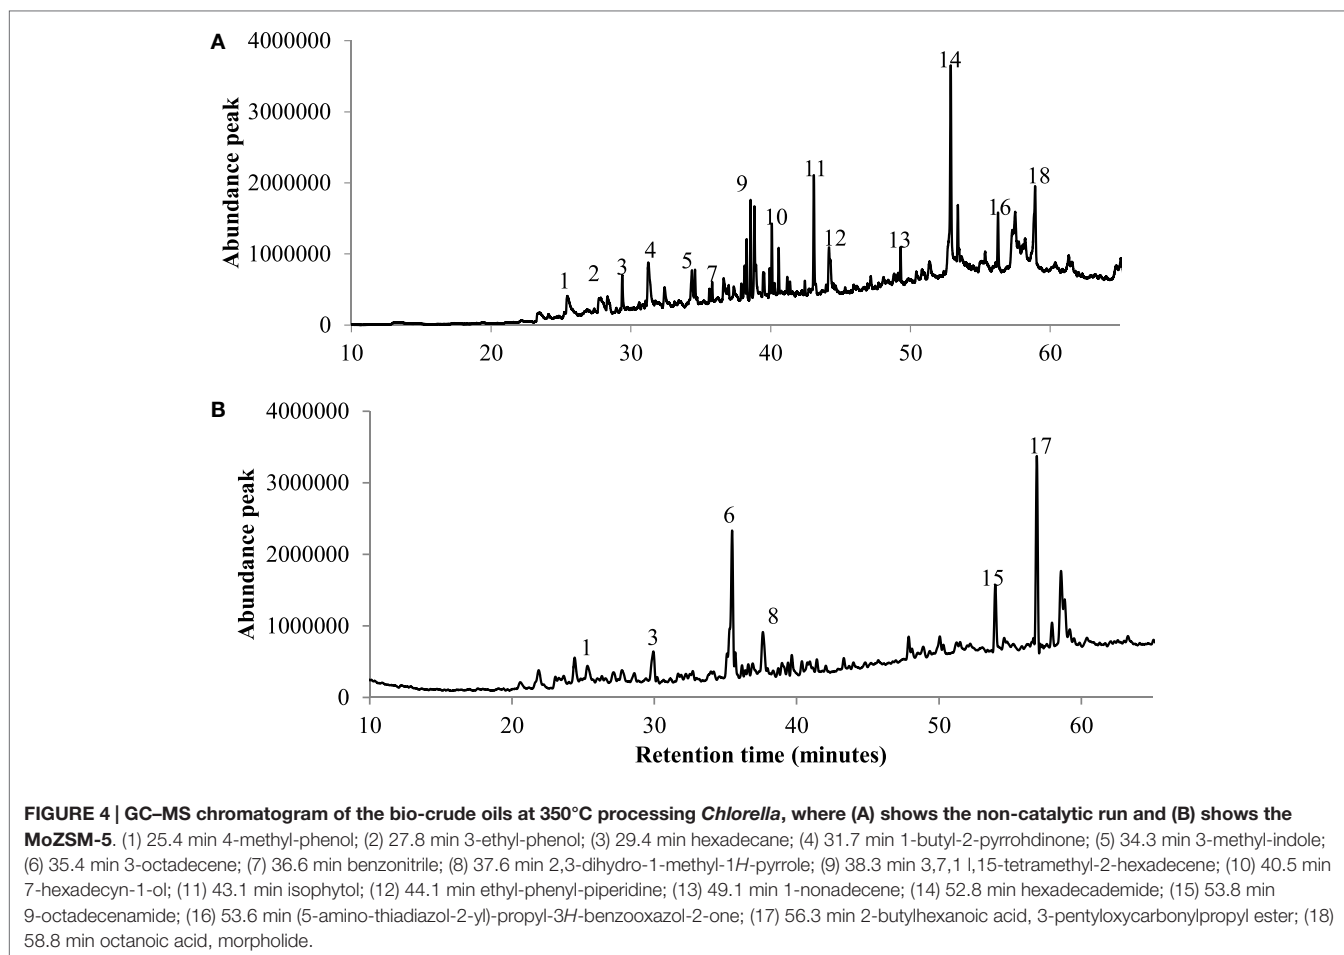 A
4000000
14
3000000
Abundance peak
2000000
11
18
9
10
16
1000000
12
13
4
5
3
7
2
1
0
10 20 30 40 50 60
B
4000000
17
3000000
Abundance peak
6
2000000
15
8
1000000
3
1
0
10 20 30 40 50 60
Retention time (minutes)
FIGURE 4 | GC–MS chromatogram of the bio-crude oils at 350°C processing Chlorella, where (A) shows the non-catalytic run and (B) shows the
MoZSM-5. (1) 25.4 min 4-methyl-phenol; (2) 27.8 min 3-ethyl-phenol; (3) 29.4 min hexadecane; (4) 31.7 min 1-butyl-2-pyrrohdinone; (5) 34.3 min 3-methyl-indole;
(6) 35.4 min 3-octadecene; (7) 36.6 min benzonitrile; (8) 37.6 min 2,3-dihydro-1-methyl-1H-pyrrole; (9) 38.3 min 3,7,1 l,15-tetramethyl-2-hexadecene; (10) 40.5 min
7-hexadecyn-1-ol; (11) 43.1 min isophytol; (12) 44.1 min ethyl-phenyl-piperidine; (13) 49.1 min 1-nonadecene; (14) 52.8 min hexadecademide; (15) 53.8 min
9-octadecenamide; (16) 53.6 min (5-amino-thiadiazol-2-yl)-propyl-3H-benzooxazol-2-one; (17) 56.3 min 2-butylhexanoic acid, 3-pentyloxycarbonylpropyl ester; (18)
58.8 min octanoic acid, morpholide.